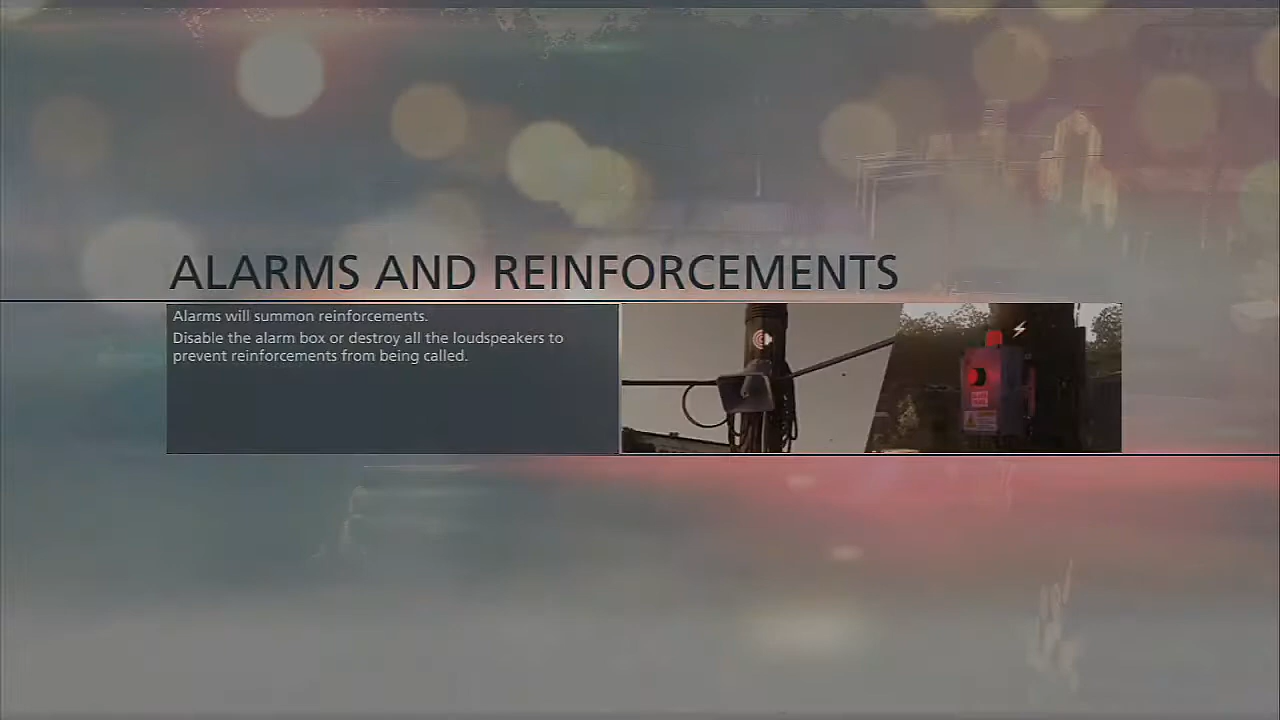 ALARMS AND REINFORCEMENTS
Alarms will summon reinforcements.
Disable the alarm box or destroy all the loudspeakers to
prevent reinforcements from being called.